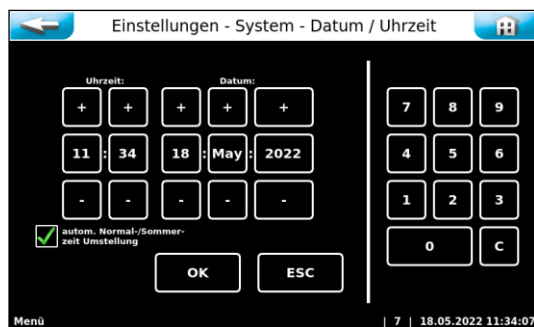 Einstellungen - System - Datum / Uhrzeit
Uhrzeit: Datum:
+ + + + +
11 : 34 18 : May : 2022
- - - - -
autom. Normal-/Sommer-
zeit Umstellung
OK ESC
7 8 9
4 5 6
1 2 3
0 C
Menü | 7 | 18.05.2022 11:34:07